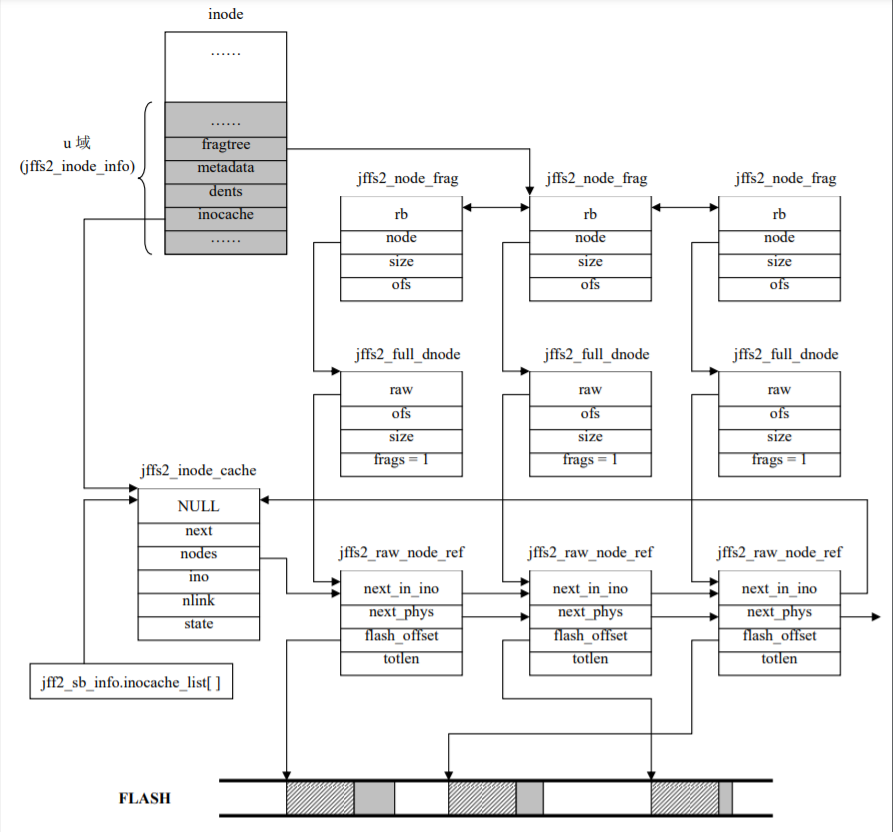 inode
……
……
u 域
(jffs2_inode_info)
fragtree
metadata
dents
inocache
……
jffs2_node_frag
jffs2_node_frag
jffs2_node_frag
rb
node
size
ofs
rb
node
size
ofs
rb
node
size
ofs
jffs2_full_dnode
jffs2_full_dnode
jffs2_full_dnode
raw
ofs
size
frags = 1
raw
ofs
size
frags = 1
raw
ofs
size
frags = 1
jffs2_inode_cache
NULL
next
nodes
ino
nlink
state
jff2_sb_info.inocache_list[ ]
jffs2_raw_node_ref
jffs2_raw_node_ref
jffs2_raw_node_ref
next_in_ino
next_phys
flash_offset
totlen
next_in_ino
next_phys
flash_offset
totlen
next_in_ino
next_phys
flash_offset
totlen
FLASH